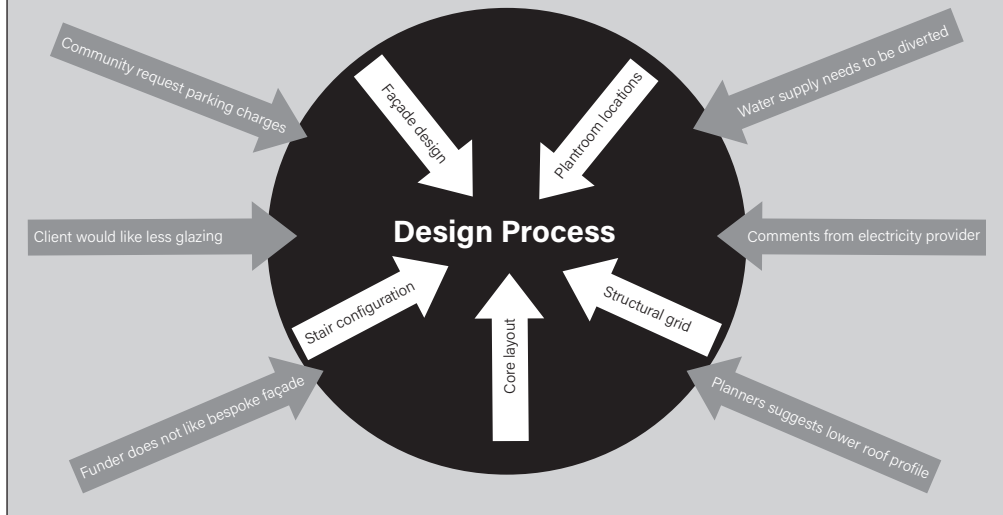 Community request parking charges
Water supply needs to be diverted
Façade design
Plantroom locations
Client would like less glazing
Design Process
Comments from electricity provider
Stair configuration
Structural grid
Core layout
Funder does not like bespoke façade
Planners suggests lower roof profile